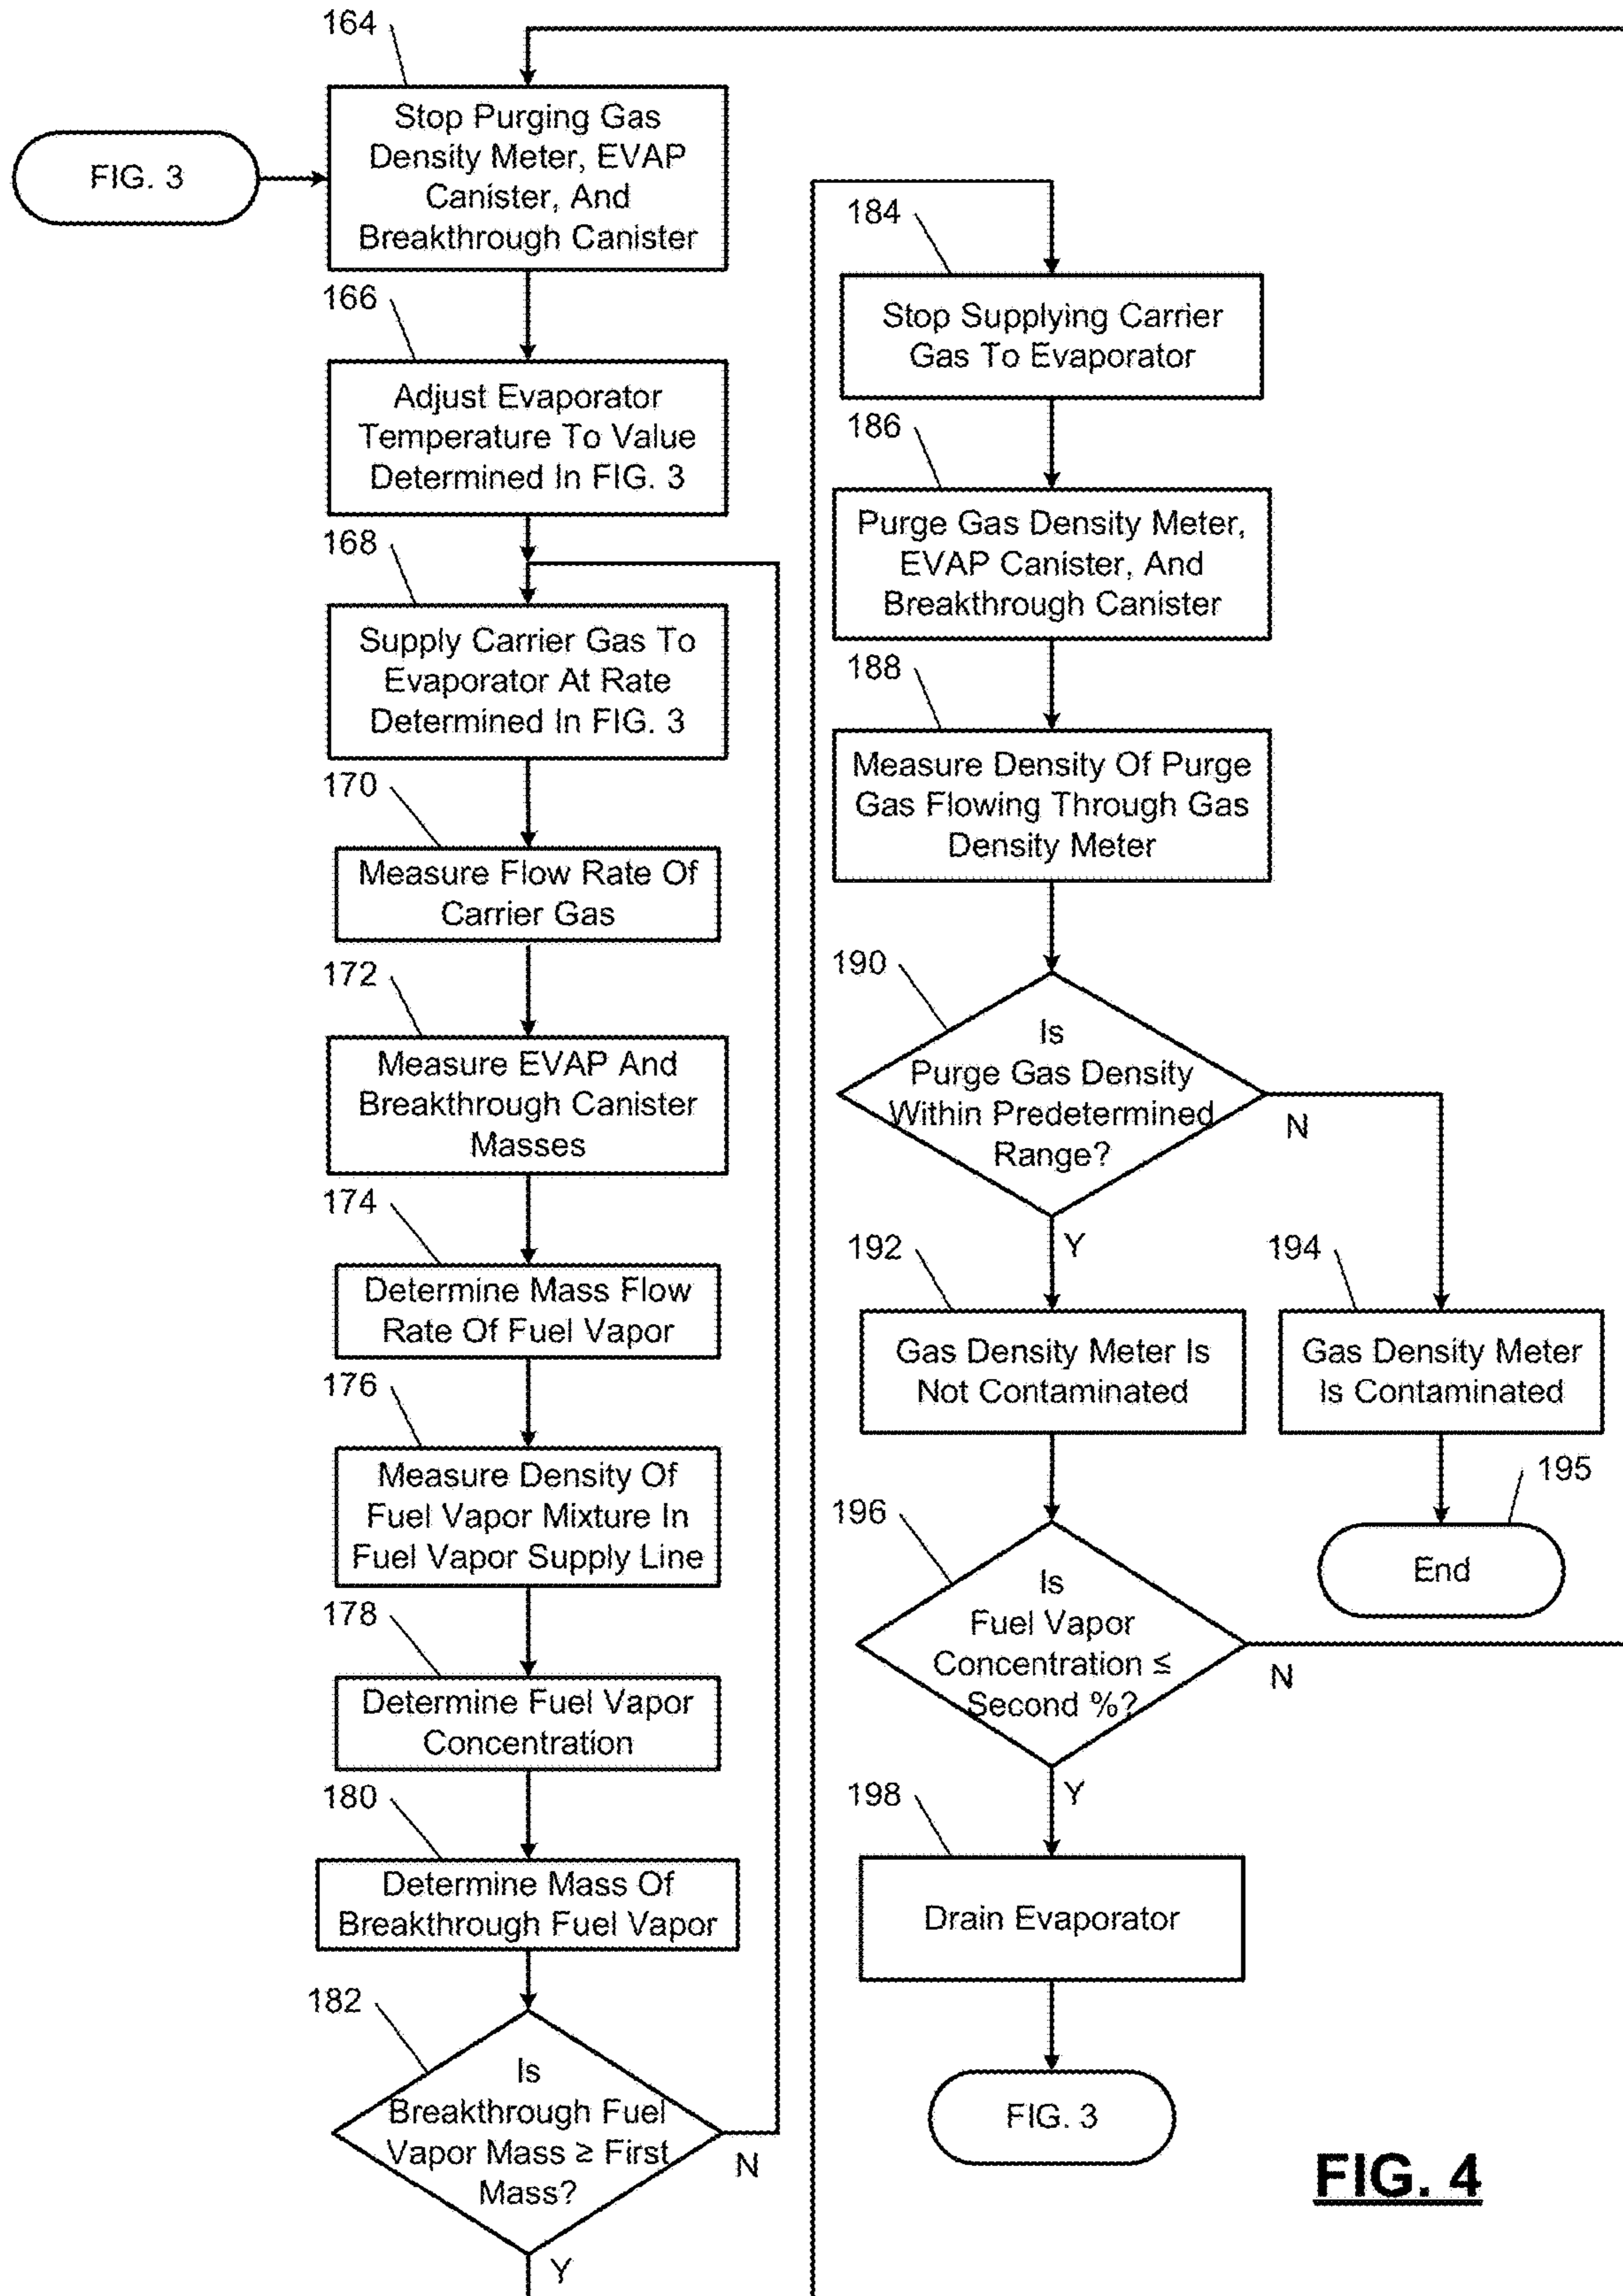 164
Stop Purging Gas
Density Meter, EVAP
Canister, And
Breakthrough Canister
FIG. 3
166
Adjust Evaporator
Temperature To Value
Determined In FIG. 3
168
Supply Carrier Gas To
Evaporator At Rate
Determined In FIG. 3
170
Measure Flow Rate Of
Carrier Gas
172
Measure EVAP And
Breakthrough Canister
Masses
174
Determine Mass Flow
Rate Of Fuel Vapor
176
Measure Density Of
Fuel Vapor Mixture In
Fuel Vapor Supply Line
178
Determine Fuel Vapor
Concentration
180
Determine Mass Of
Breakthrough Fuel Vapor
182
Is
Breakthrough Fuel
Vapor Mass ≥ First
Mass?
N
Y
184
Stop Supplying Carrier
Gas To Evaporator
186
Purge Gas Density Meter,
EVAP Canister, And
Breakthrough Canister
188
Measure Density Of Purge
Gas Flowing Through Gas
Density Meter
190
Is
Purge Gas Density
Within Predetermined
Range?
N
Y
192
Gas Density Meter Is
Not Contaminated
194
Gas Density Meter
Is Contaminated
195
End
196
Is
Fuel Vapor
Concentration ≤
Second %?
N
Y
198
Drain Evaporator
FIG. 3
FIG. 4